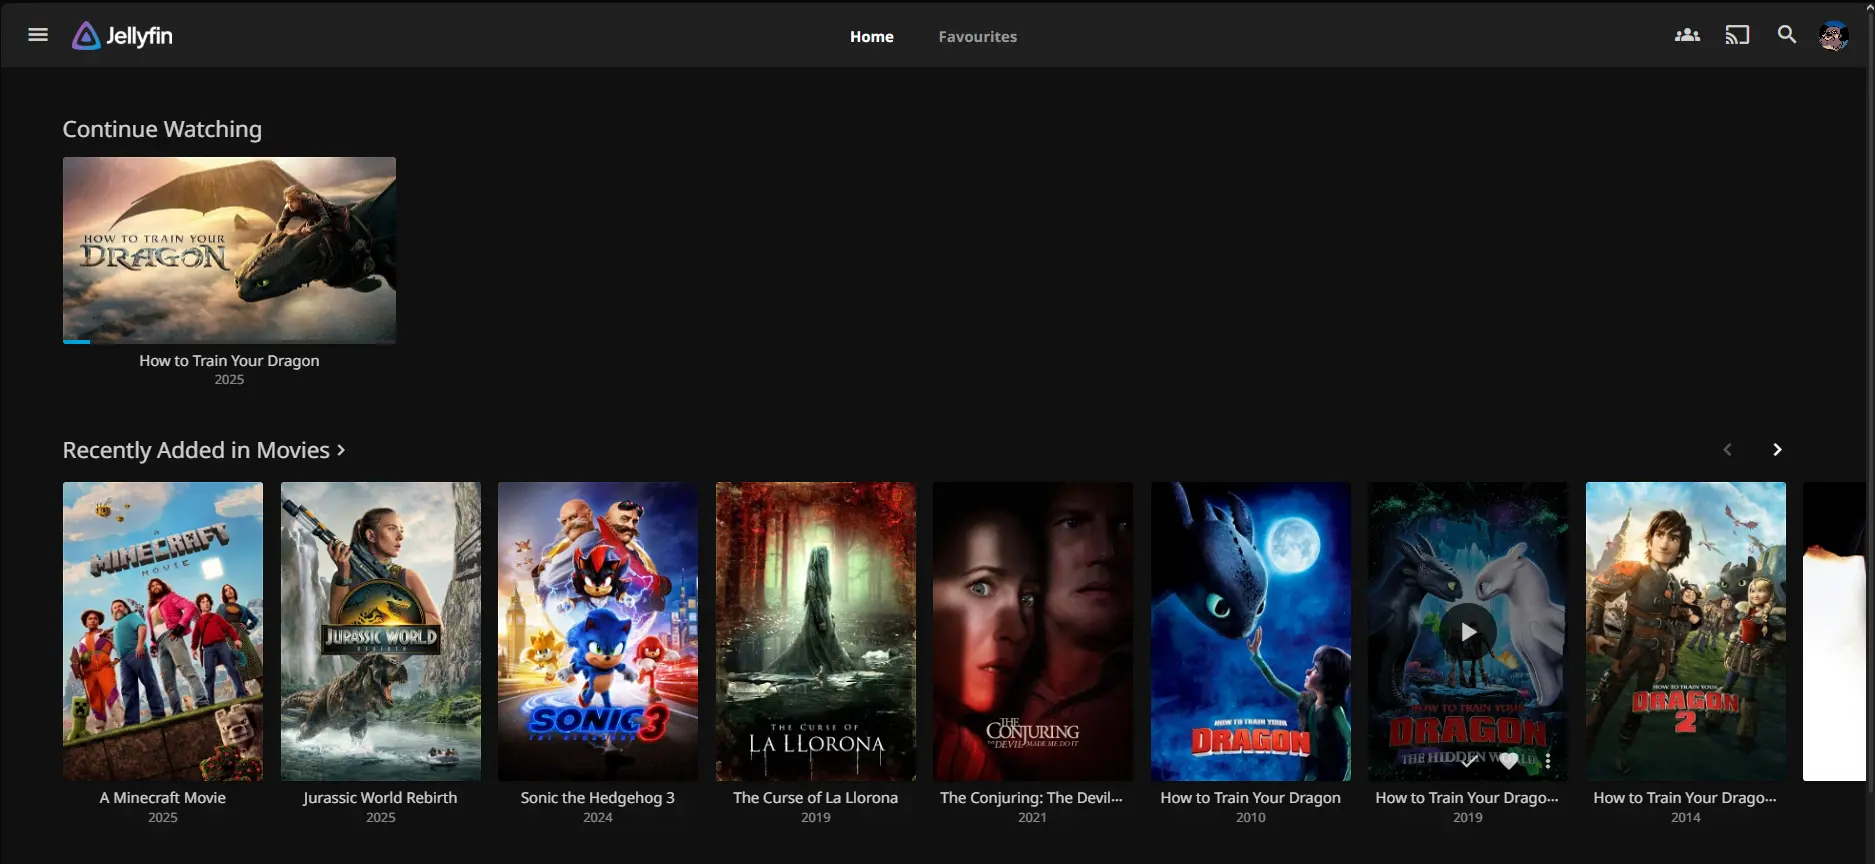 Jellyfin
Home
Favourites
Continue Watching
HOW TO TRAIN YOUR
DRAGON
How to Train Your Dragon
2025
Recently Added in Movies
A
MINECRAFT
MOVIE
JURASSIC WORLD
REBIRTH
SONIC 3
THE HEDGEHOG
THE CURSE OF
LA LLORONA
THE
CONJURING
THE DEVIL MADE ME DO IT
HOW TO TRAIN YOUR
DRAGON
HOW TO TRAIN YOUR
DRAGON
THE HIDDEN WORLD
HOW TO TRAIN YOUR
DRAGON
2
A Minecraft Movie
2025
Jurassic World Rebirth
2025
Sonic the Hedgehog 3
2024
The Curse of La Llorona
2019
The Conjuring: The Devil...
2021
How to Train Your Dragon
2010
How to Train Your Drago...
2019
How to Train Your Drago...
2014